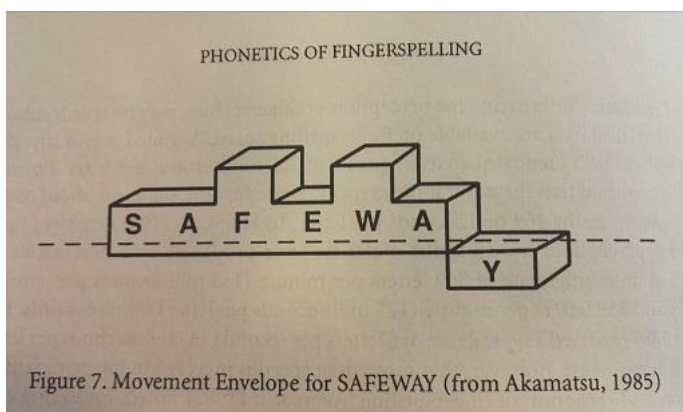 PHONETICS OF FINGERSPELLING
S A F E W A
Y
Figure 7. Movement Envelope for SAFEWAY (from Akamatsu, 1985)